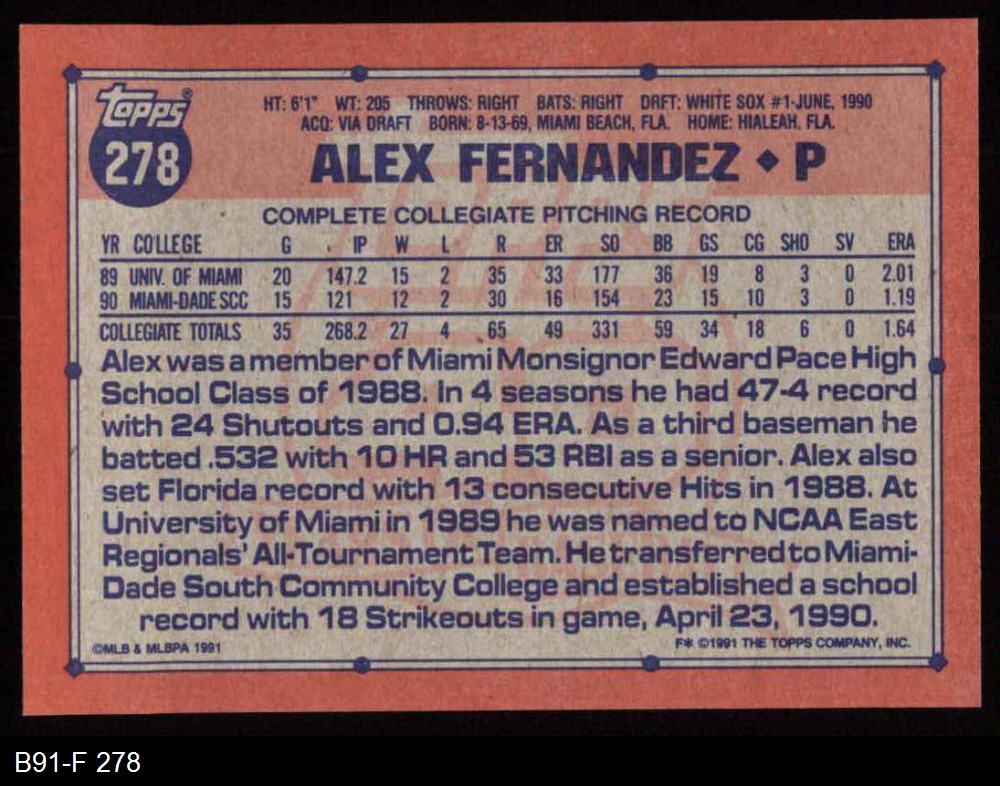 Topps®
278
HT: 6'1" WT: 205 THROWS: RIGHT BATS: RIGHT DRFT: WHITE SOX #1-JUNE, 1990
ACQ: VIA DRAFT BORN: 8-13-69, MIAMI BEACH, FLA. HOME: HIALEAH, FLA.
ALEX FERNANDEZ ◆ P
COMPLETE COLLEGIATE PITCHING RECORD
YR COLLEGE G IP W L R ER SO BB GS CG SHO SV ERA
89 UNIV. OF MIAMI 20 147.2 15 2 35 33 177 36 19 8 3 0 2.01
90 MIAMI-DADE SCC 15 121 12 2 30 16 154 23 15 10 3 0 1.19
COLLEGIATE TOTALS 35 268.2 27 4 65 49 331 59 34 18 6 0 1.64
Alex was a member of Miami Monsignor Edward Pace High
School Class of 1988. In 4 seasons he had 47-4 record
with 24 Shutouts and 0.94 ERA. As a third baseman he
batted .532 with 10 HR and 53 RBI as a senior. Alex also
set Florida record with 13 consecutive Hits in 1988. At
University of Miami in 1989 he was named to NCAA East
Regionals' All-Tournament Team. He transferred to Miami-
Dade South Community College and established a school
record with 18 Strikeouts in game, April 23, 1990.
©MLB & MLBPA 1991
F* ©1991 THE TOPPS COMPANY, INC.
B91-F 278